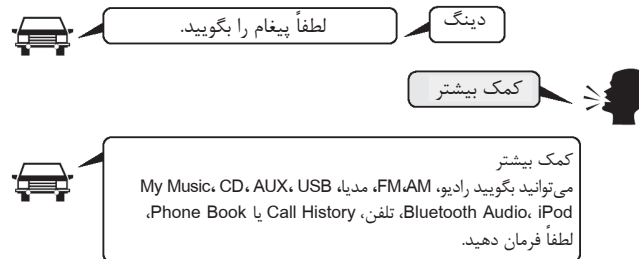 دینگ
لطفاً پیغام را بگویید.
کمک بیشتر
کمک بیشتر
می‌توانید بگویید رادیو، FM،AM، مدیا، My Music، CD، AUX، USB
Bluetooth Audio، iPod، تلفن، Call History یا Phone Book،
لطفاً فرمان دهید.